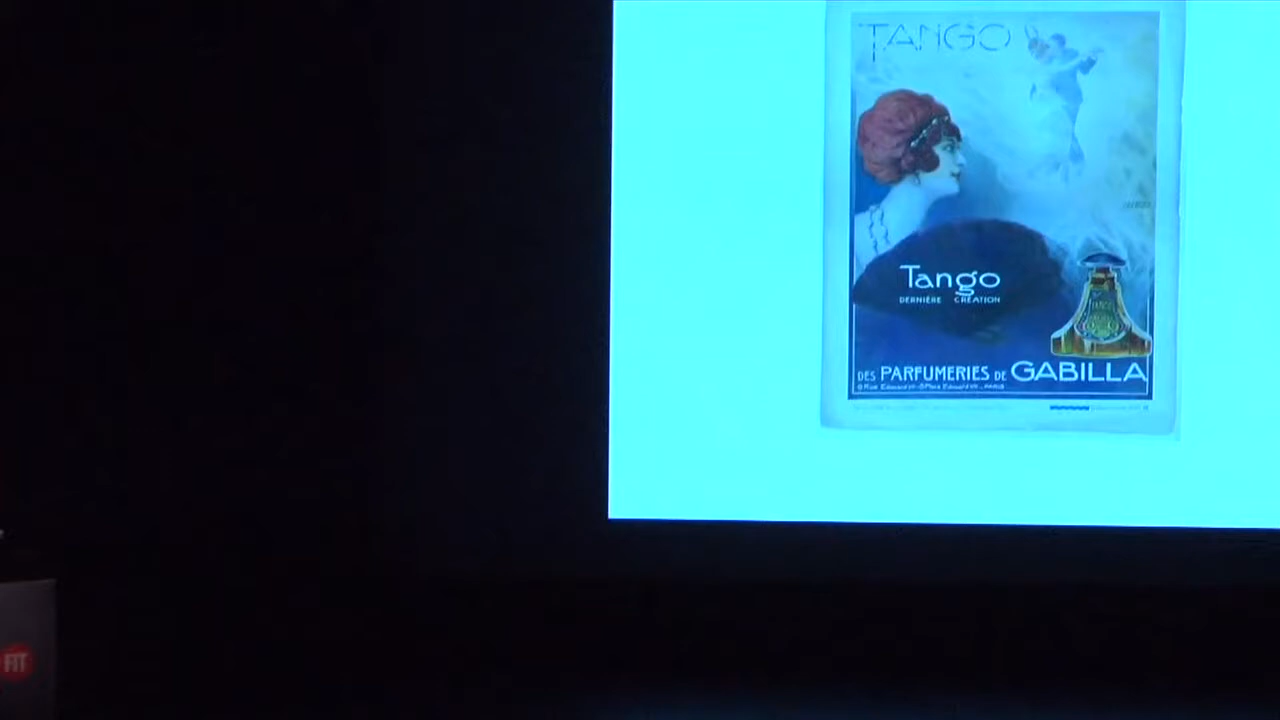 TANGO
Tango
DERNIÈRE CRÉATION
DES PARFUMERIES DE GABILLA
FIT